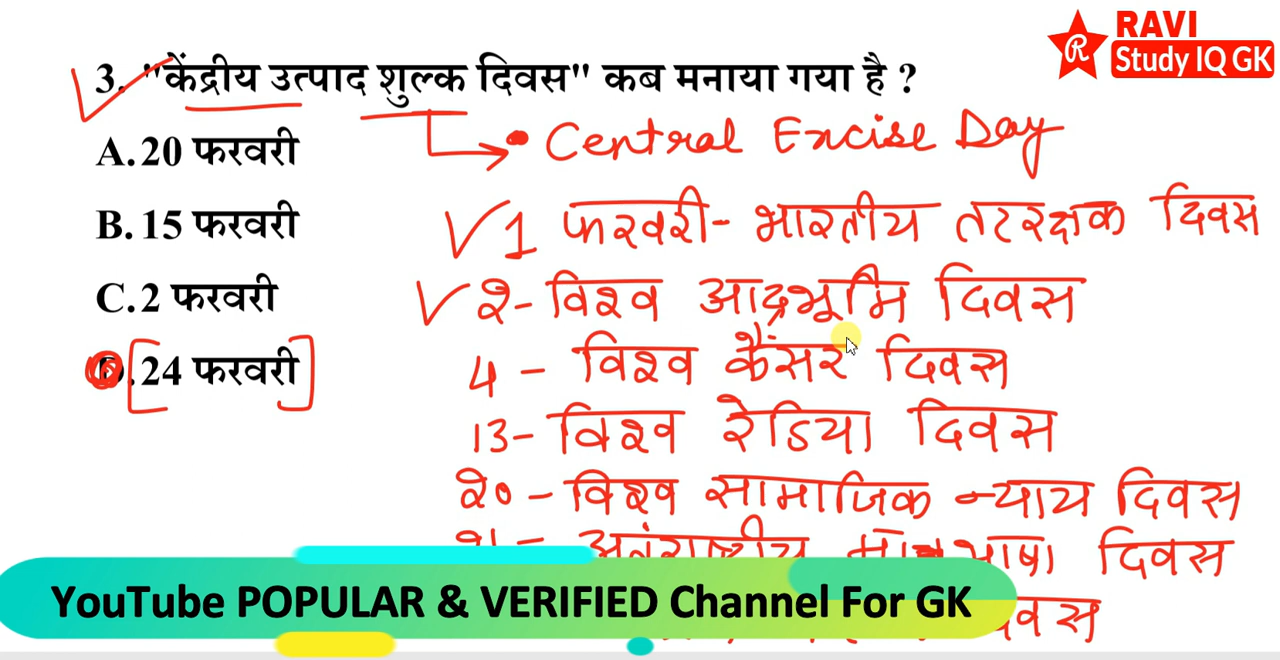 RAVI
Study IQ GK
R
3. "केंद्रीय उत्पाद शुल्क दिवस" कब मनाया गया है ?
Central Excise Day
A.20 फरवरी
B.15 फरवरी
C.2 फरवरी
D.24 फरवरी
1 फरवरी- भारतीय तटरक्षक दिवस
२- विश्व आद्रभूमि दिवस
4 - विश्व कैंसर दिवस
13- विश्व रेडिया दिवस
२० - विश्व सामाजिक न्याय दिवस
दिवस
YouTube POPULAR & VERIFIED Channel For GK